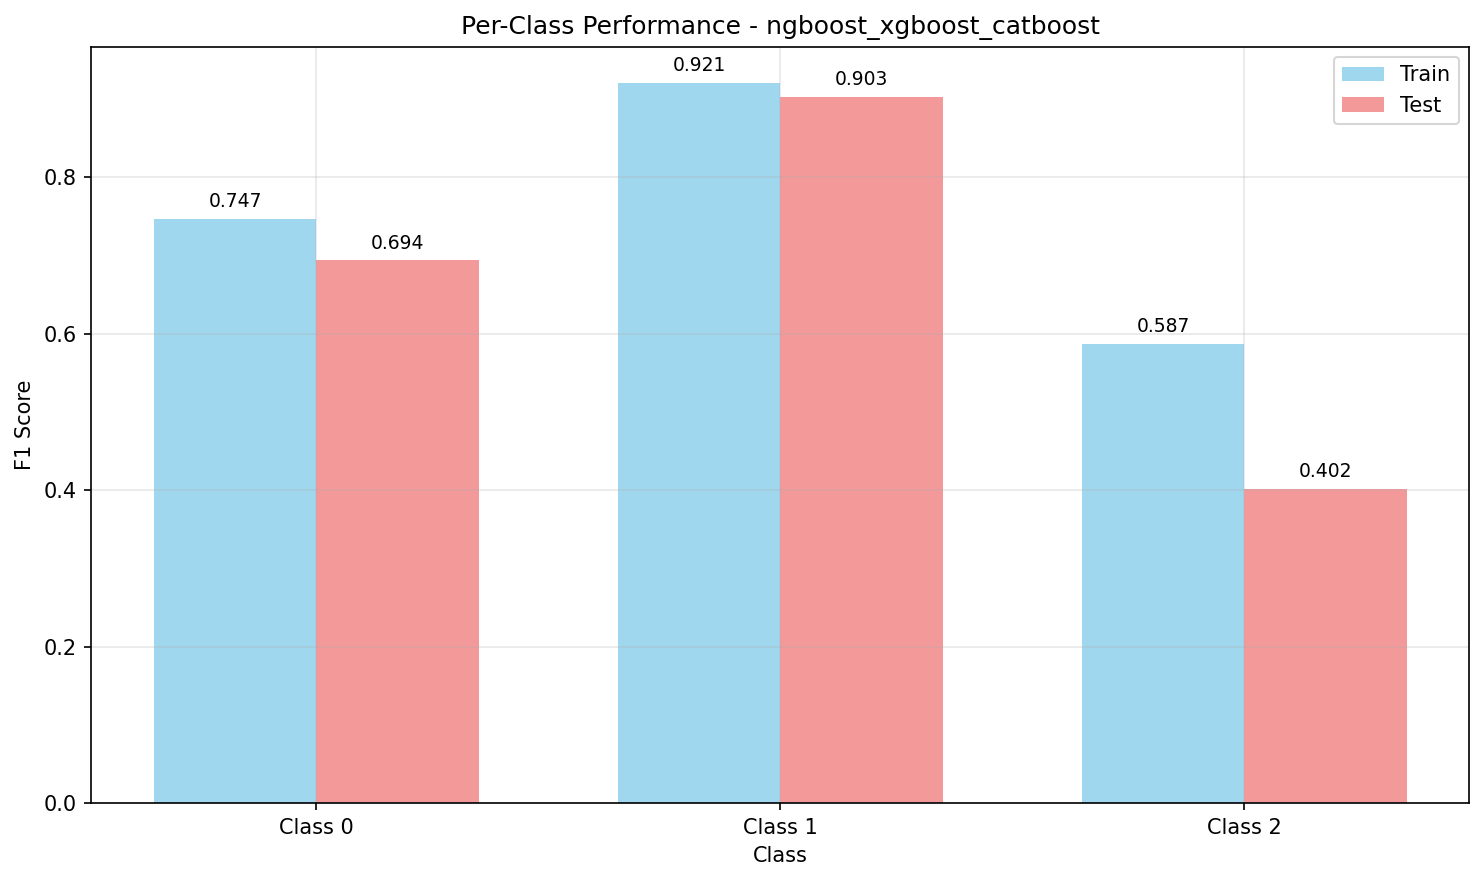 Per-Class Performance - ngboost_xgboost_catboost
Train
Test
0.921
0.903
0.747
0.694
0.587
0.402
F1 Score
0.8
0.6
0.4
0.2
0.0
Class 0
Class 1
Class 2
Class